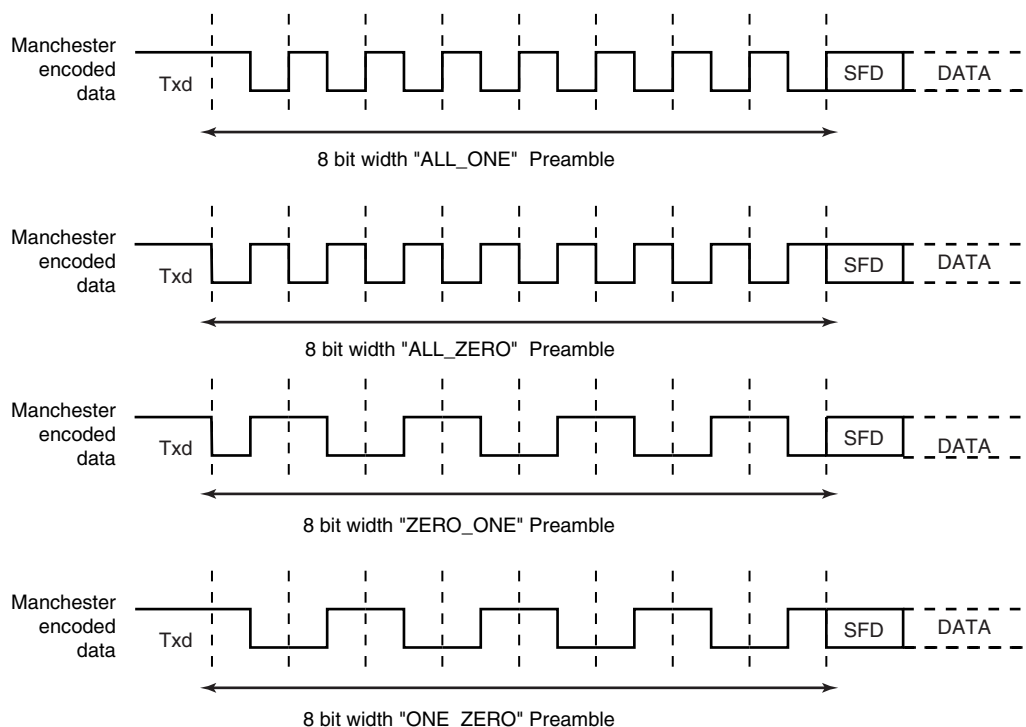 Manchester
encoded
data
Txd
SFD
DATA
8 bit width "ALL_ONE" Preamble
Manchester
encoded
data
Txd
SFD
DATA
8 bit width "ALL_ZERO" Preamble
Manchester
encoded
data
Txd
SFD
DATA
8 bit width "ZERO_ONE" Preamble
Manchester
encoded
data
Txd
SFD
DATA
8 bit width "ONE_ZERO" Preamble